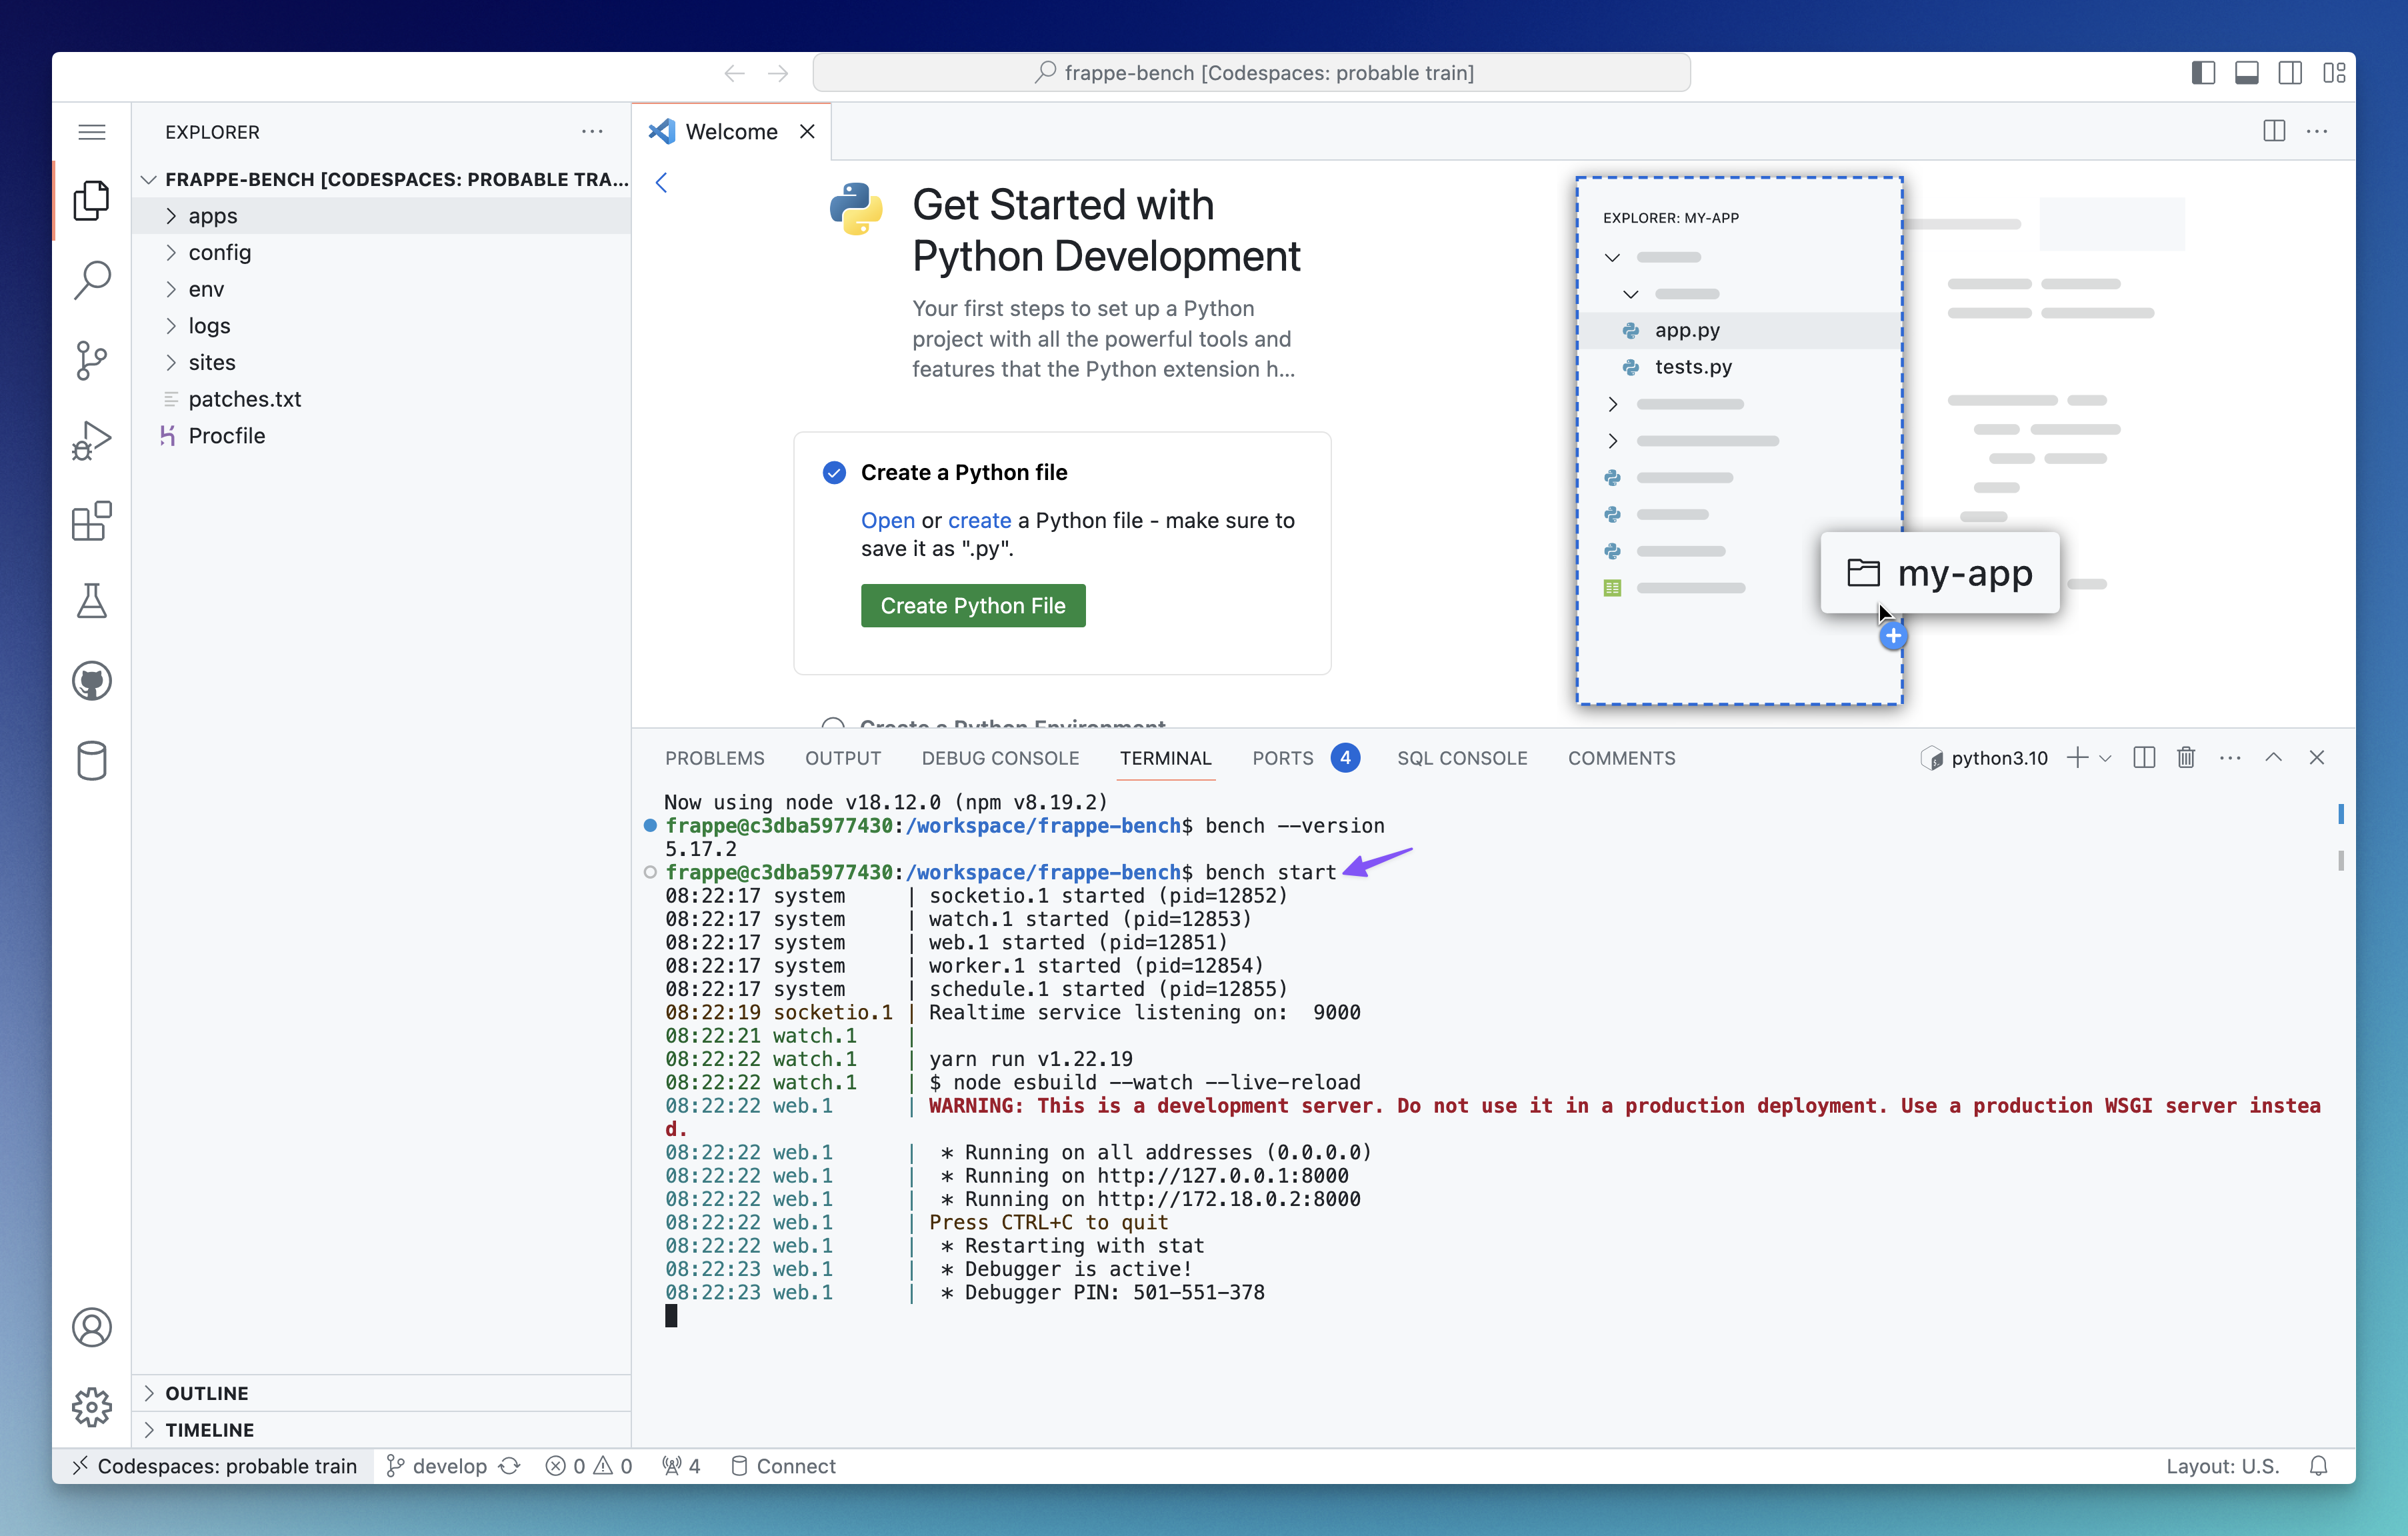 frappe-bench [Codespaces: probable train]
EXPLORER
FRAPPE-BENCH [CODESPACES: PROBABLE TRA...
apps
config
env
logs
sites
patches.txt
Procfile
Welcome
Get Started with
Python Development
Your first steps to set up a Python
project with all the powerful tools and
features that the Python extension h...
Create a Python file
Open or create a Python file - make sure to
save it as ".py".
Create Python File
Create a Python Environment
EXPLORER: MY-APP
app.py
tests.py
my-app
PROBLEMS OUTPUT DEBUG CONSOLE TERMINAL PORTS 4 SQL CONSOLE COMMENTS python3.10
Now using node v18.12.0 (npm v8.19.2)
frappe@c3dba5977430:/workspace/frappe-bench$ bench --version
5.17.2
frappe@c3dba5977430:/workspace/frappe-bench$ bench start
08:22:17 system | socketio.1 started (pid=12852)
08:22:17 system | watch.1 started (pid=12853)
08:22:17 system | web.1 started (pid=12851)
08:22:17 system | worker.1 started (pid=12854)
08:22:17 system | schedule.1 started (pid=12855)
08:22:19 socketio.1 | Realtime service listening on: 9000
08:22:21 watch.1 |
08:22:22 watch.1 | yarn run v1.22.19
08:22:22 watch.1 | $ node esbuild --watch --live-reload
08:22:22 web.1 | WARNING: This is a development server. Do not use it in a production deployment. Use a production WSGI server instea
d.
08:22:22 web.1 | * Running on all addresses (0.0.0.0)
08:22:22 web.1 | * Running on http://127.0.0.1:8000
08:22:22 web.1 | * Running on http://172.18.0.2:8000
08:22:22 web.1 | Press CTRL+C to quit
08:22:22 web.1 | * Restarting with stat
08:22:23 web.1 | * Debugger is active!
08:22:23 web.1 | * Debugger PIN: 501-551-378
OUTLINE
TIMELINE
Codespaces: probable train develop 0 0 4 Connect Layout: U.S.